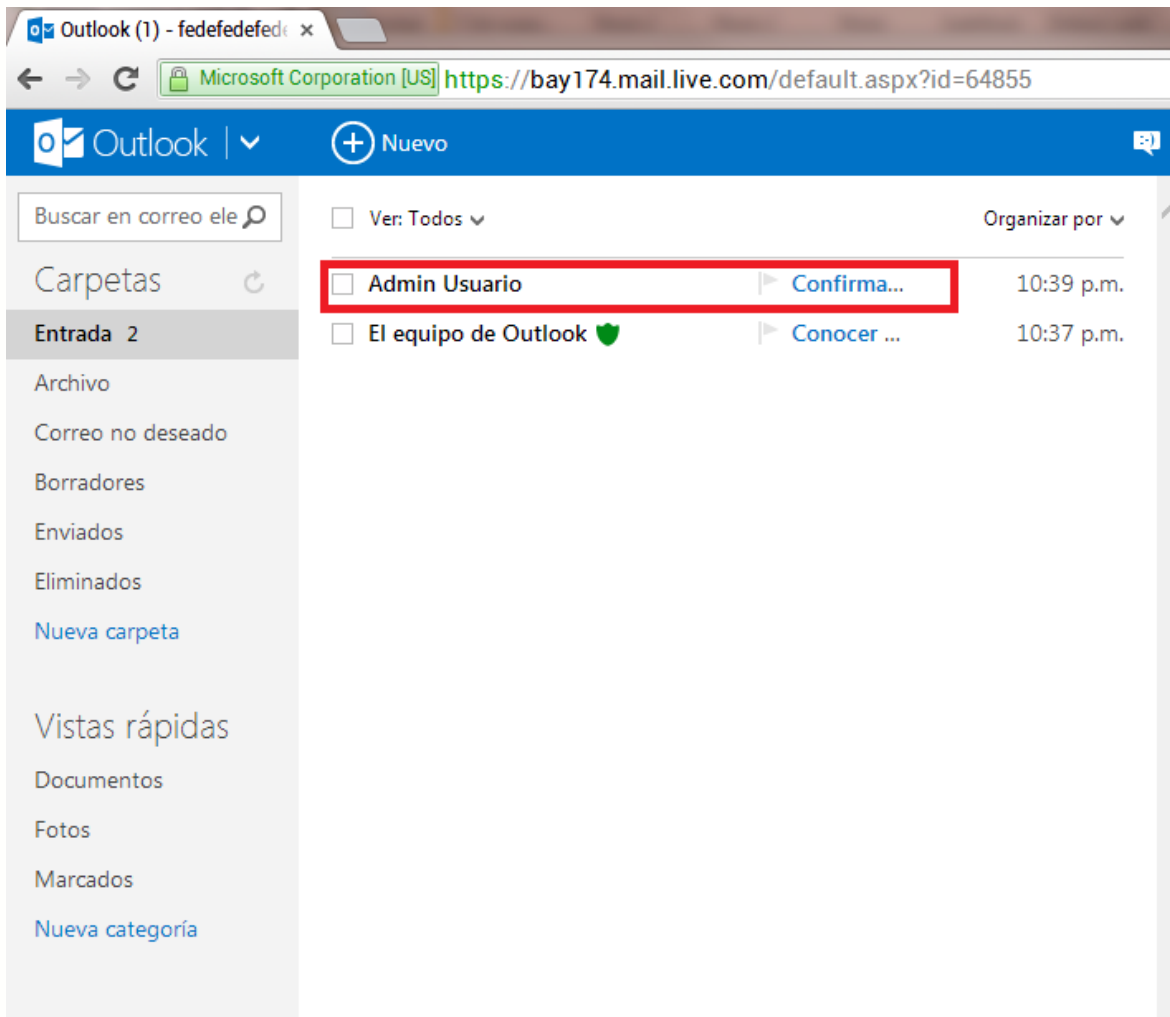 Outlook (1) - fedefedefede
Microsoft Corporation [US] https://bay174.mail.live.com/default.aspx?id=64855
Outlook Nuevo
Buscar en correo ele
Ver: Todos Organizar por
Carpetas
Admin Usuario Confirma... 10:39 p.m.
Entrada 2
El equipo de Outlook Conocer ... 10:37 p.m.
Archivo
Correo no deseado
Borradores
Enviados
Eliminados
Nueva carpeta
Vistas rápidas
Documentos
Fotos
Marcados
Nueva categoría